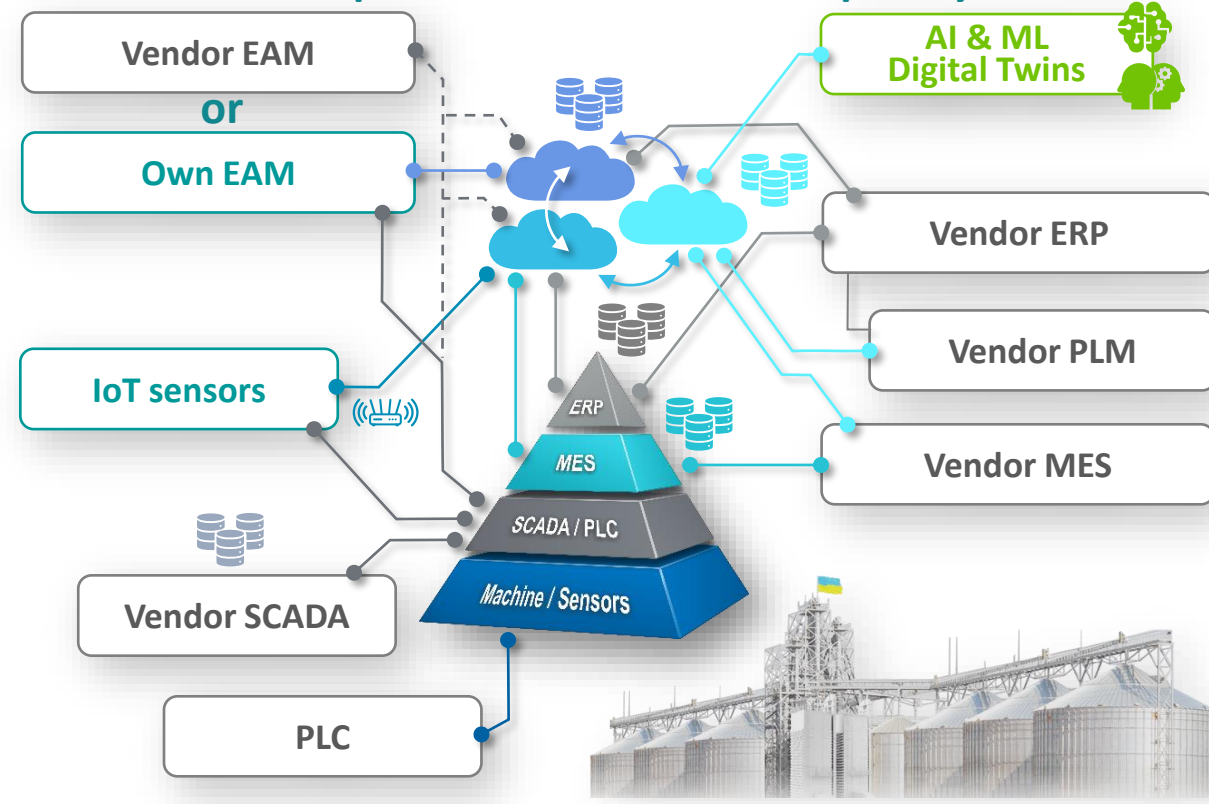 Vendor EAM
or
Own EAM
AI & ML
Digital Twins
Vendor ERP
Vendor PLM
IoT sensors
Vendor MES
ERP
MES
SCADA / PLC
Machine / Sensors
Vendor SCADA
PLC